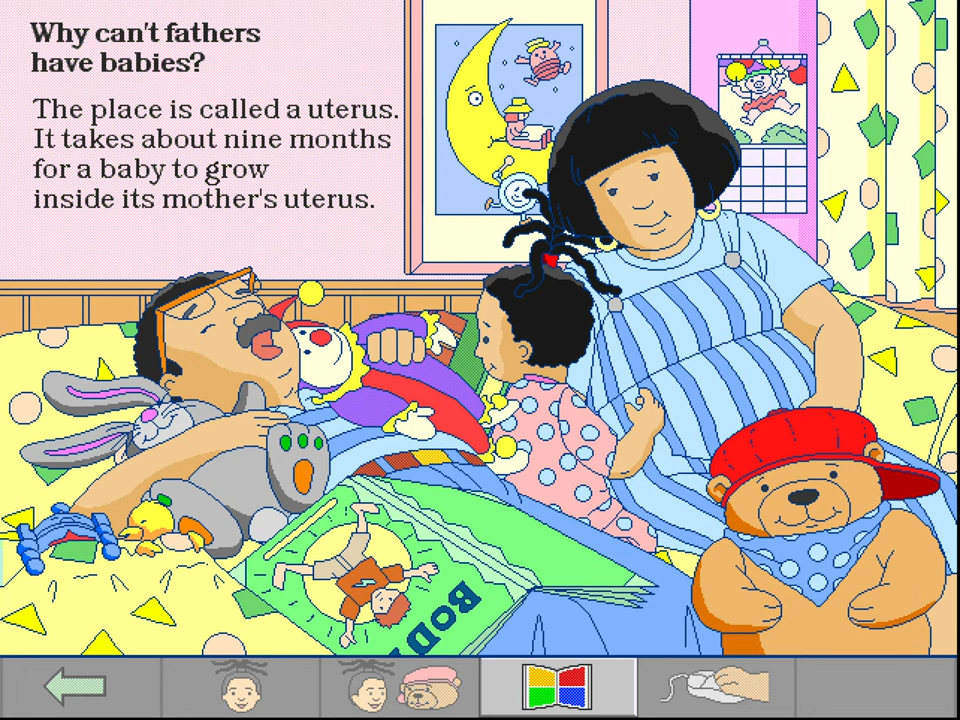 Why can't fathers
have babies?
The place is called a uterus.
It takes about nine months
for a baby to grow
inside its mother's uterus.
BOD